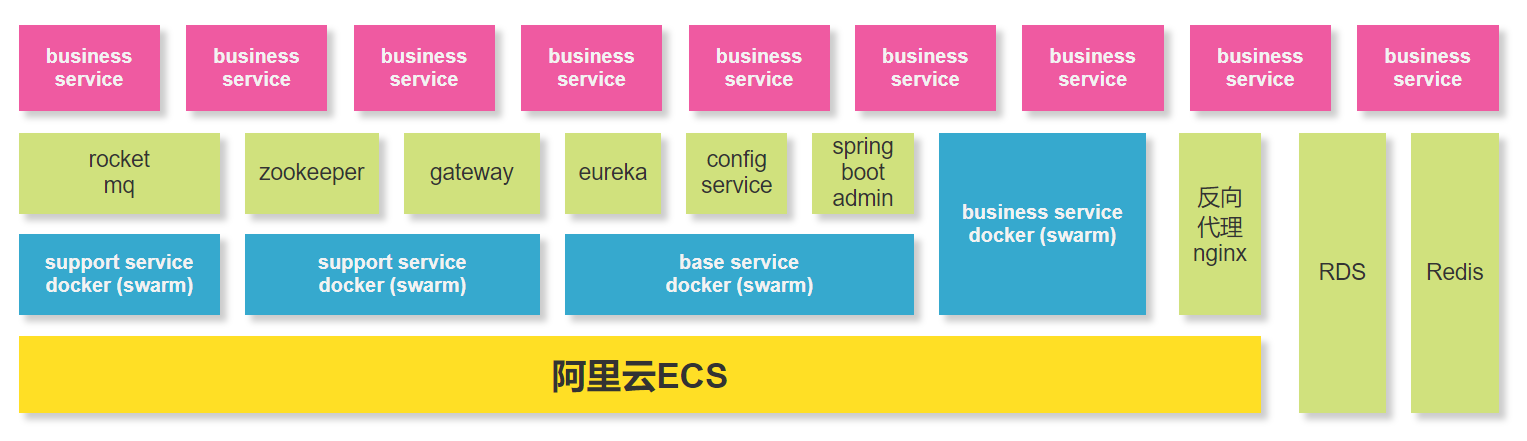 business
service
business
service
business
service
business
service
business
service
business
service
business
service
business
service
business
service
rocket
mq
zookeeper
gateway
eureka
config
service
spring
boot
admin
business service
docker (swarm)
反向
代理
nginx
RDS
Redis
support service
docker (swarm)
support service
docker (swarm)
base service
docker (swarm)
阿里云ECS